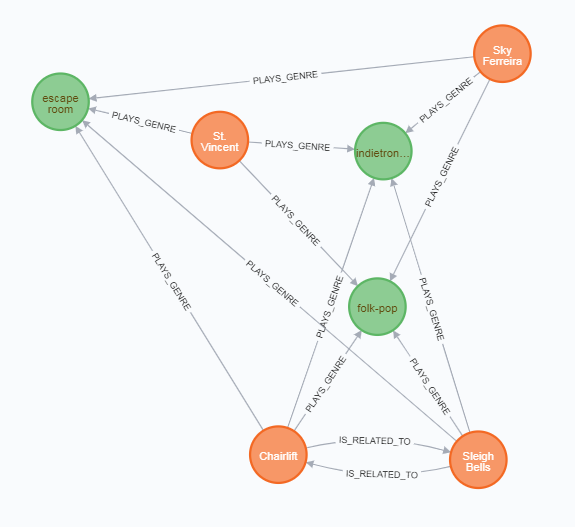 Sky
Ferreira
PLAYS_GENRE
escape
room
PLAYS_GENRE
PLAYS_GENRE
St.
Vincent
PLAYS_GENRE
indietron...
PLAYS_GENRE
PLAYS_GENRE
PLAYS_GENRE
PLAYS_GENRE
PLAYS_GENRE
PLAYS_GENRE
folk-pop
PLAYS_GENRE
PLAYS_GENRE
PLAYS_GENRE
IS_RELATED_TO
Chairlift
Sleigh
Bells
IS_RELATED_TO